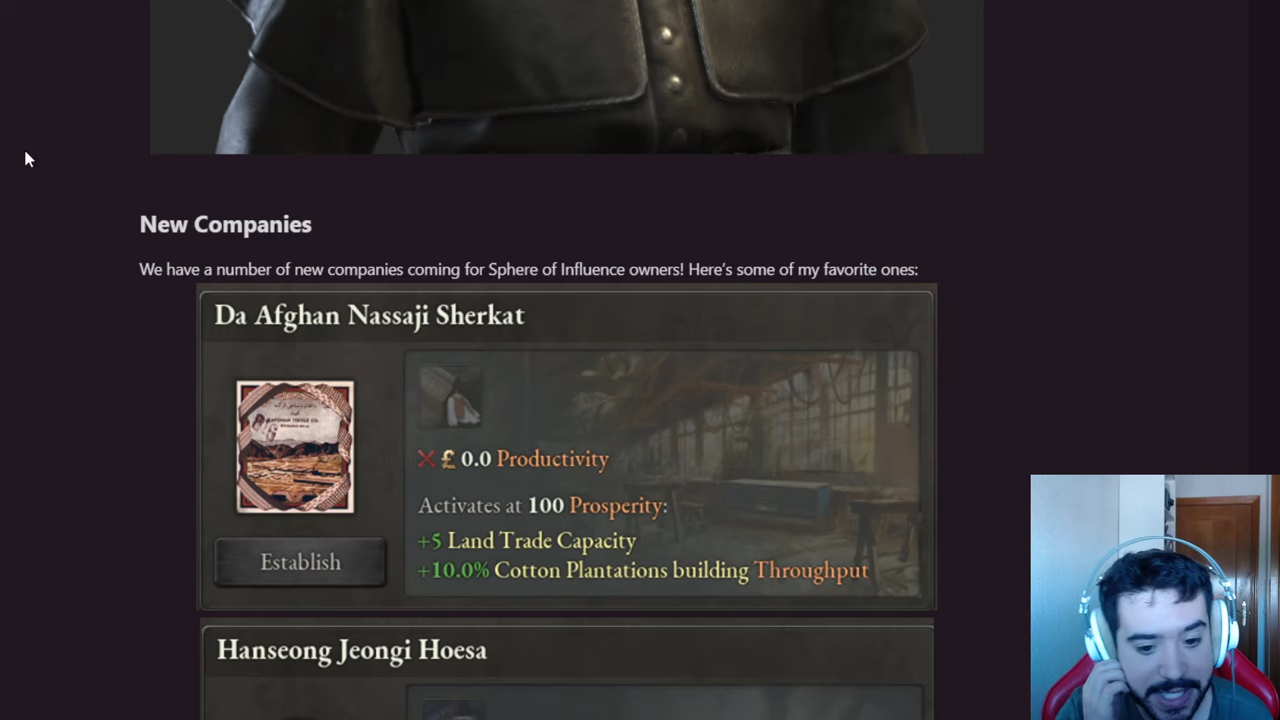 New Companies
We have a number of new companies coming for Sphere of Influence owners! Here's some of my favorite ones:
Da Afghan Nassaji Sherkat
£ 0.0 Productivity
Activates at 100 Prosperity:
+5 Land Trade Capacity
+10.0% Cotton Plantations building Throughput
Establish
Hanseong Jeongi Hoesa